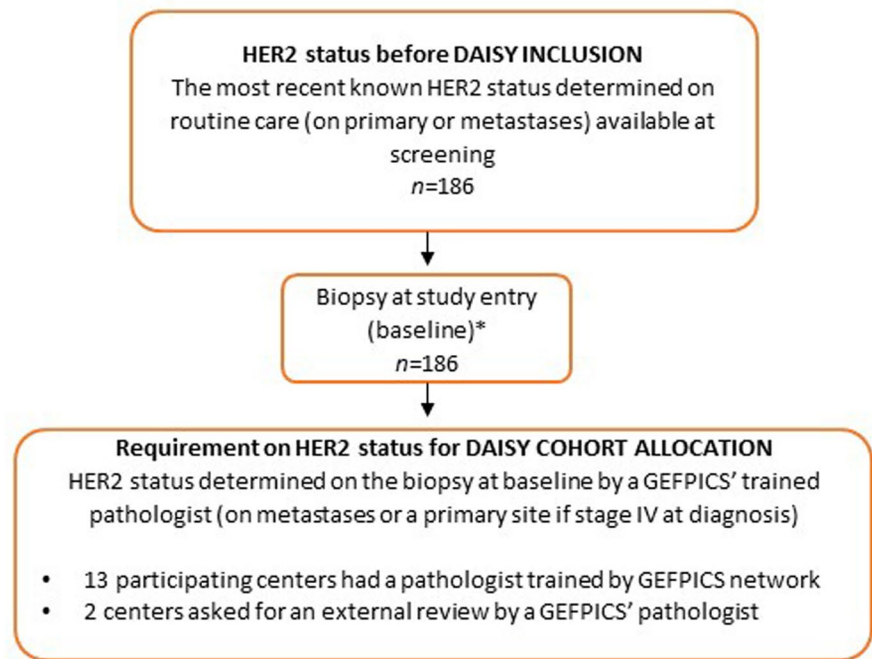 HER2 status before DAISY INCLUSION
The most recent known HER2 status determined on
routine care (on primary or metastases) available at
screening
n=186
Biopsy at study entry
(baseline)*
n=186
Requirement on HER2 status for DAISY COHORT ALLOCATION
HER2 status determined on the biopsy at baseline by a GEFPICS’ trained
pathologist (on metastases or a primary site if stage IV at diagnosis)
• 13 participating centers had a pathologist trained by GEFPICS network
• 2 centers asked for an external review by a GEFPICS’ pathologist